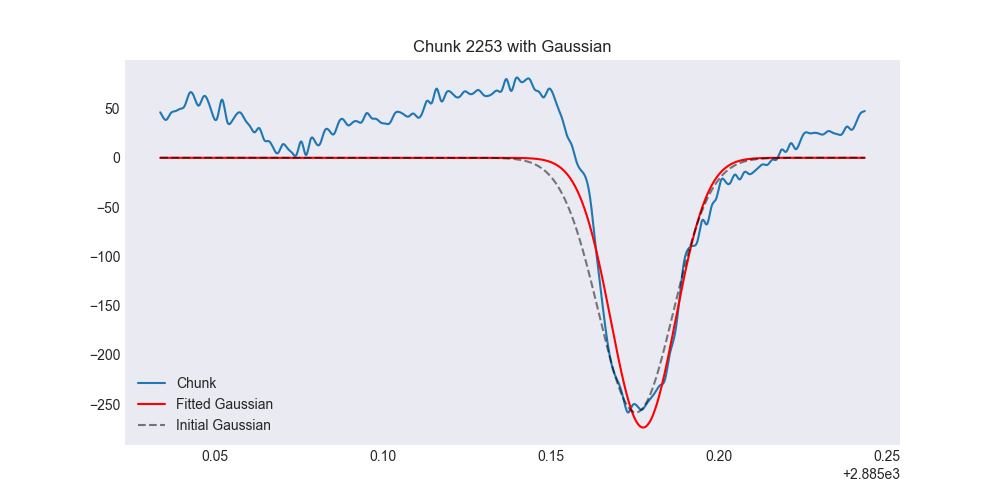 Chunk 2253 with Gaussian
50
0
−50
−100
−150
−200
−250
Chunk
Fitted Gaussian
Initial Gaussian
0.05 0.10 0.15 0.20 0.25
+2.885e3